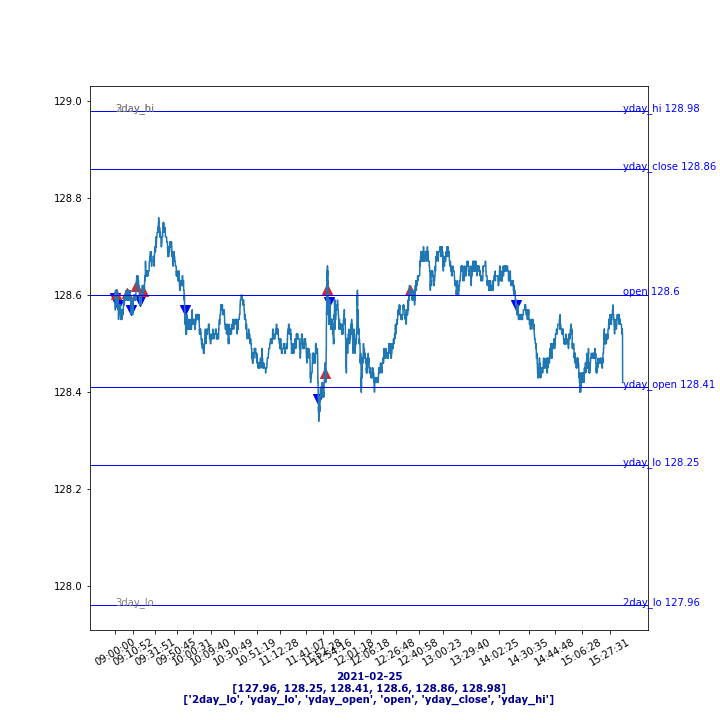 129.0
3day_hi
yday_hi 128.98
yday_close 128.86
128.8
128.6
open 128.6
128.4
yday_open 128.41
yday_lo 128.25
128.2
128.0
3day_lo
2day_lo 127.96
09:00:00
09:10:52
09:31:51
09:50:45
10:00:31
10:09:40
10:30:49
10:51:19
11:12:28
11:41:07
11:54:16
12:01:18
12:06:18
12:26:48
12:40:58
13:00:23
13:29:40
14:02:25
14:30:35
14:44:48
15:06:28
15:27:31
2021-02-25
[127.96, 128.25, 128.41, 128.6, 128.86, 128.98]
['2day_lo', 'yday_lo', 'yday_open', 'open', 'yday_close', 'yday_hi']